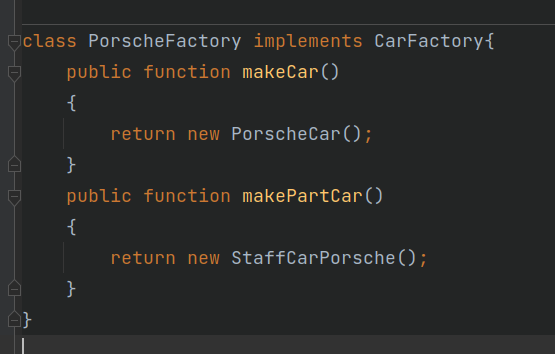 class PorscheFactory implements CarFactory{
    public function makeCar()
    {
        return new PorscheCar();
    }
    public function makePartCar()
    {
        return new StaffCarPorsche();
    }
}